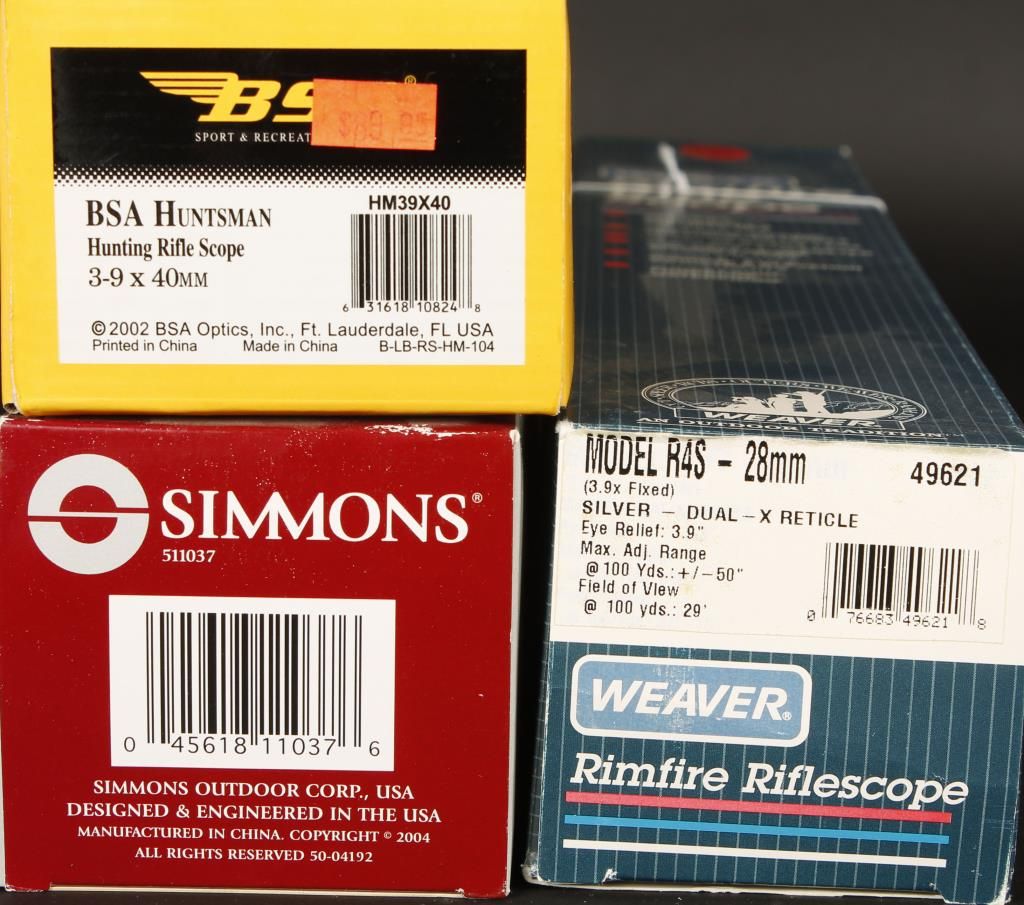 BS
®
$89.95
SPORT & RECREAT
BSA HUNTSMAN
Hunting Rifle Scope
3-9 X 40MM
HM39X40
6 31618 10824 8
© 2002 BSA Optics, Inc., Ft. Lauderdale, FL USA
Printed in China Made in China B-LB-RS-HM-104
SIMMONS®
511037
0 45618 11037 6
SIMMONS OUTDOOR CORP., USA
DESIGNED & ENGINEERED IN THE USA
MANUFACTURED IN CHINA. COPYRIGHT © 2004
ALL RIGHTS RESERVED 50-04192
WEAVER
MODEL R4S - 28mm 49621
(3.9x Fixed)
SILVER - DUAL-X RETICLE
Eye Relief: 3.9"
Max. Adj. Range
@ 100 Yds.: +/-50"
Field of View
@ 100 yds.: 29'
0 76683 49621 8
WEAVER®
Rimfire Riflescope